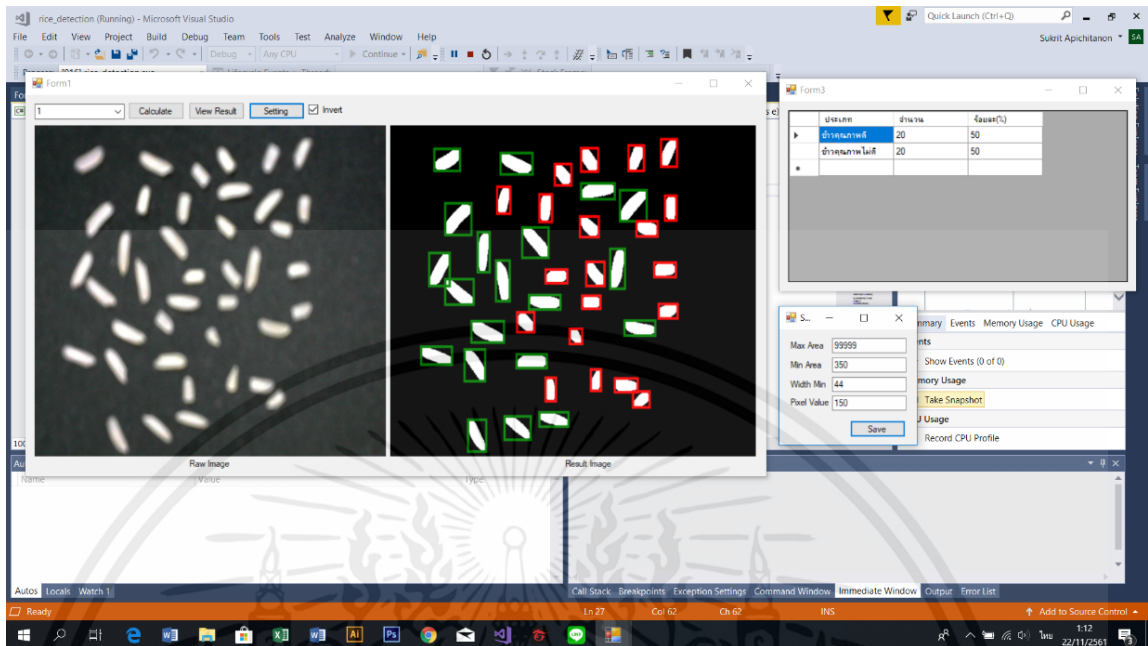 rice_detection (Running) - Microsoft Visual Studio
Quick Launch (Ctrl+Q)
File Edit View Project Build Debug Team Tools Test Analyze Window Help
Sukrit Apichitanon SA
Debug Any CPU Continue
Form1
1 Calculate View Result Setting Invert
Raw Image Result Image
Form3
ประเภท จำนวน ร้อยละ(%)
ข้าวคุณภาพดี 20 50
ข้าวคุณภาพไม่ดี 20 50
S...
Max Area 99999
Min Area 350
Width Min 44
Pixel Value 150
Save
Events Memory Usage CPU Usage
Show Events (0 of 0)
Take Snapshot
Record CPU Profile
Name Value Type
Autos Locals Watch 1
Call Stack Breakpoints Exception Settings Command Window Immediate Window Output Error List
Ready Ln 27 Col 62 Ch 62 INS Add to Source Control
ไทย 1:12
22/11/2561